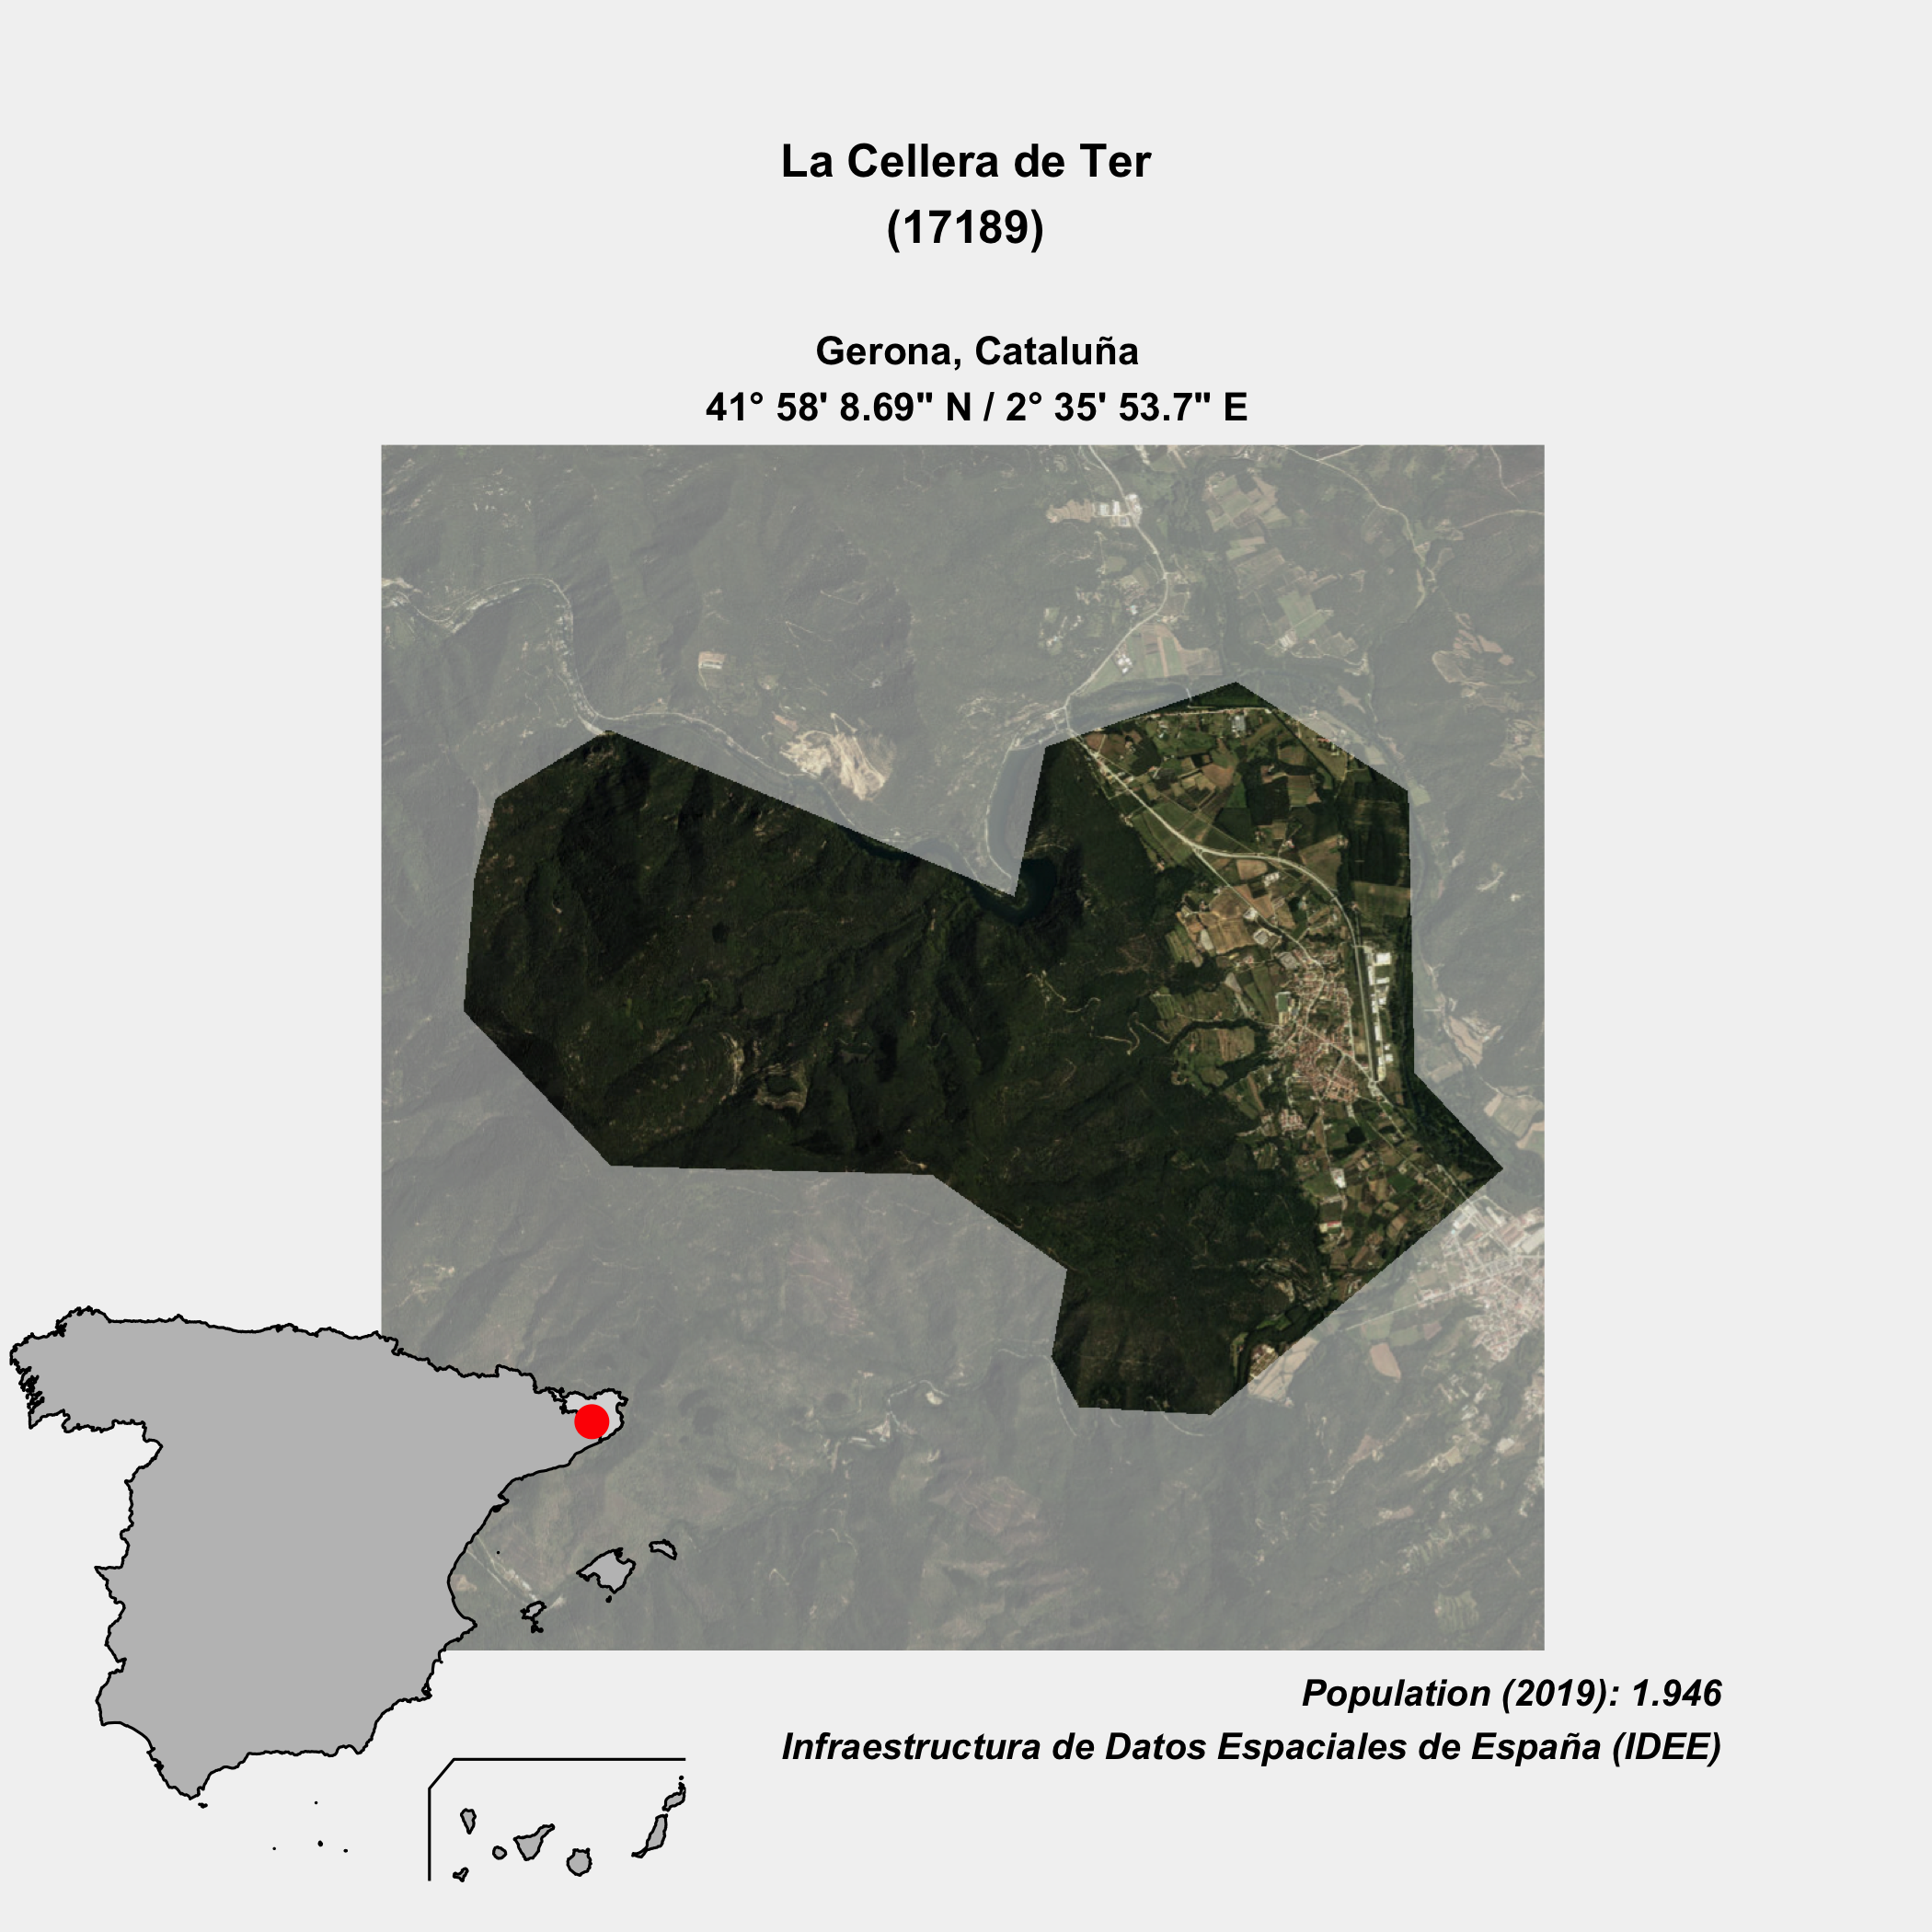 La Cellera de Ter
(17189)
Gerona, Cataluña
41° 58' 8.69" N / 2° 35' 53.7" E
Population (2019): 1.946
Infraestructura de Datos Espaciales de España (IDEE)